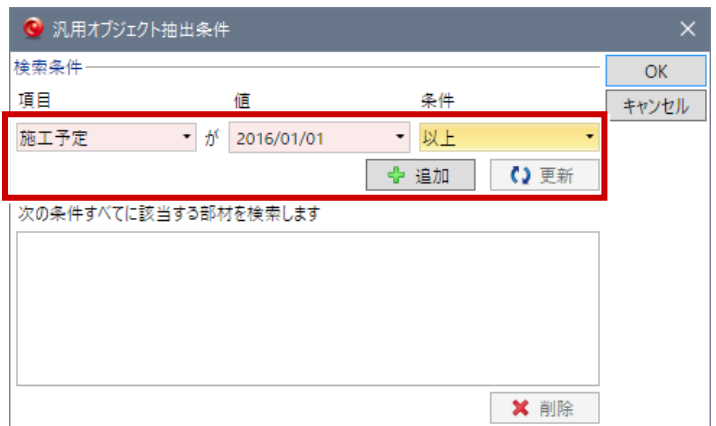 汎用オブジェクト抽出条件
検索条件
OK
キャンセル
項目 値 条件
施工予定 が 2016/01/01 以上
追加 更新
次の条件すべてに該当する部材を検索します
削除